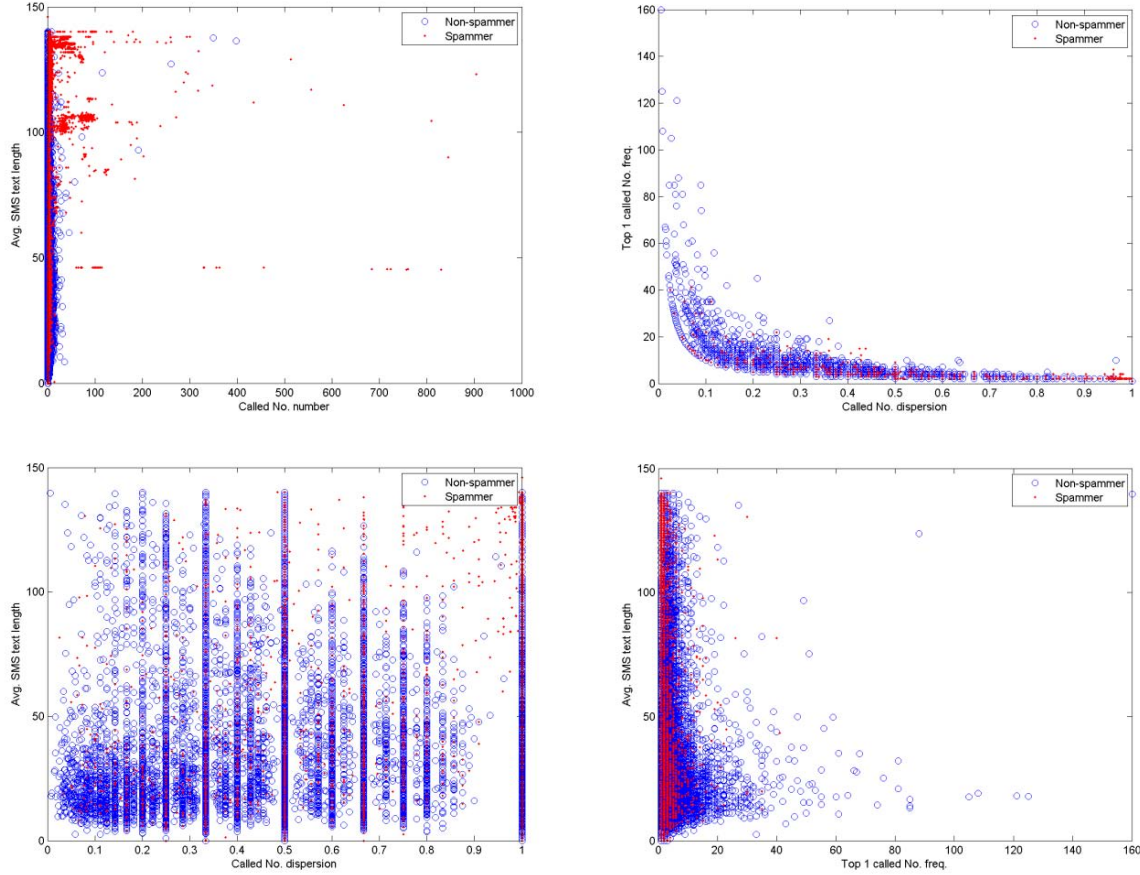 150
100
50
0
0 100 200 300 400 500 600 700 800 900 1000
Avg. SMS text length
Called No. number
Non-spammer
Spammer
160
140
120
100
80
60
40
20
0
0 0.1 0.2 0.3 0.4 0.5 0.6 0.7 0.8 0.9 1
Top 1 called No. freq.
Called No. dispersion
Non-spammer
Spammer
150
100
50
0
0 0.1 0.2 0.3 0.4 0.5 0.6 0.7 0.8 0.9 1
Avg. SMS text length
Called No. dispersion
Non-spammer
Spammer
150
100
50
0
0 20 40 60 80 100 120 140 160
Avg. SMS text length
Top 1 called No. freq.
Non-spammer
Spammer